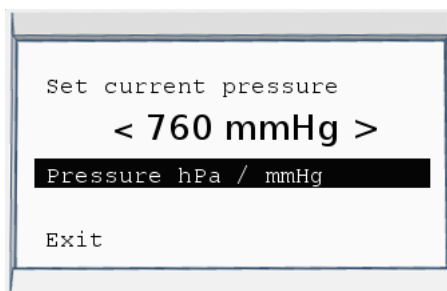 Set current pressure
< 760 mmHg >
Pressure hPa / mmHg
Exit